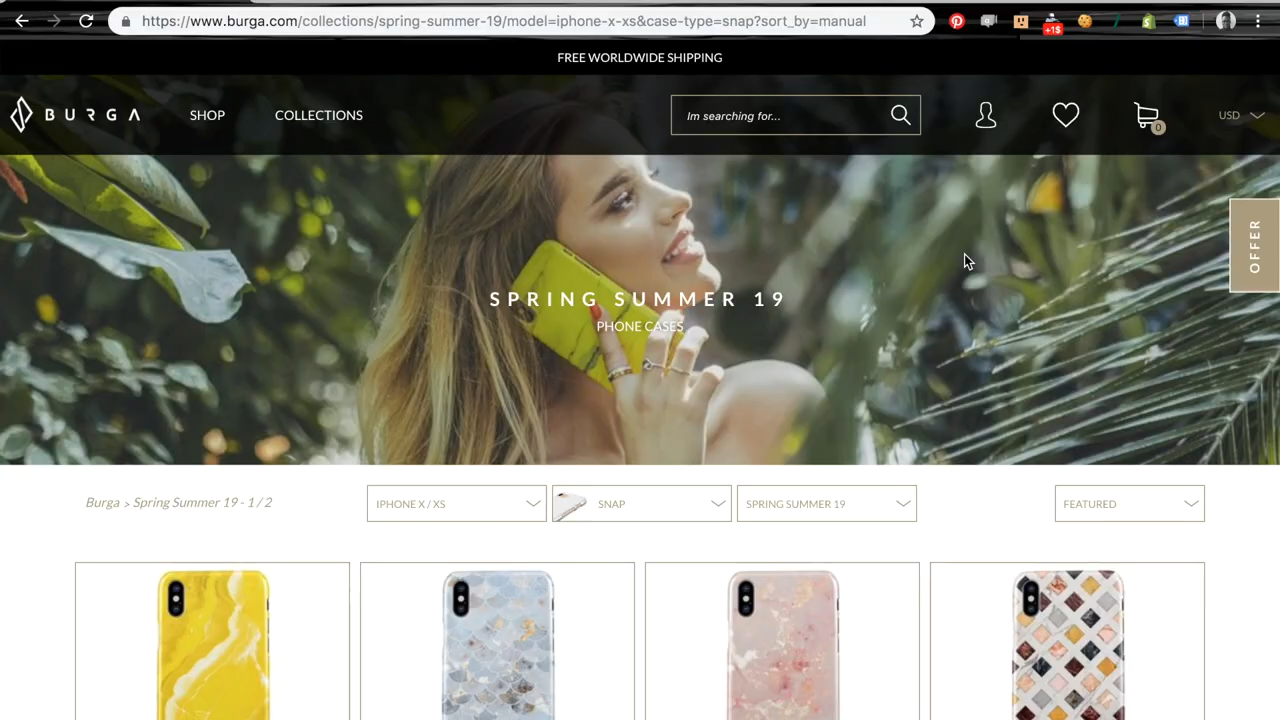 https://www.burga.com/collections/spring-summer-19/model=iphone-x-xs&case-type=snap?sort_by=manual
+1$
FREE WORLDWIDE SHIPPING
BURGA
SHOP
COLLECTIONS
Im searching for...
0
USD
OFFER
SPRING SUMMER 19
PHONE CASES
Burga > Spring Summer 19 - 1 / 2
IPHONE X / XS
SNAP
SPRING SUMMER 19
FEATURED